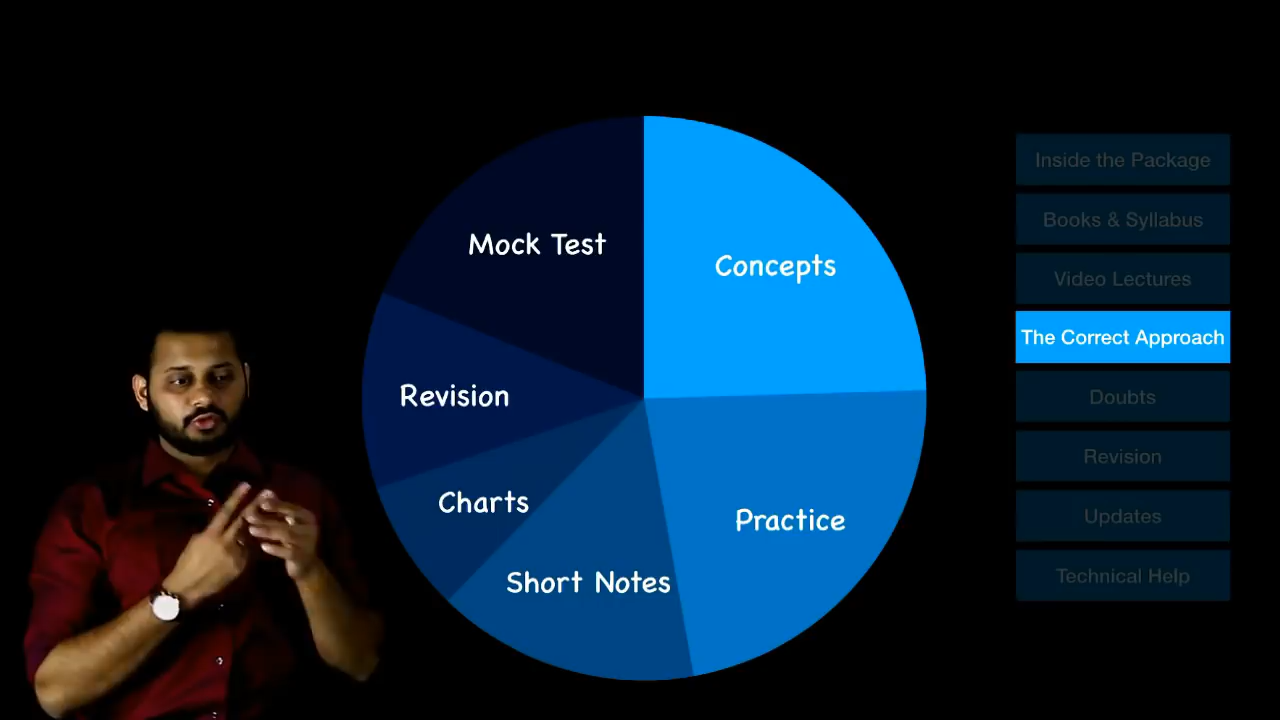 Mock Test
Concepts
Revision
Charts
Practice
Short Notes
Inside the Package
Books & Syllabus
Video Lectures
The Correct Approach
Doubts
Revision
Updates
Technical Help